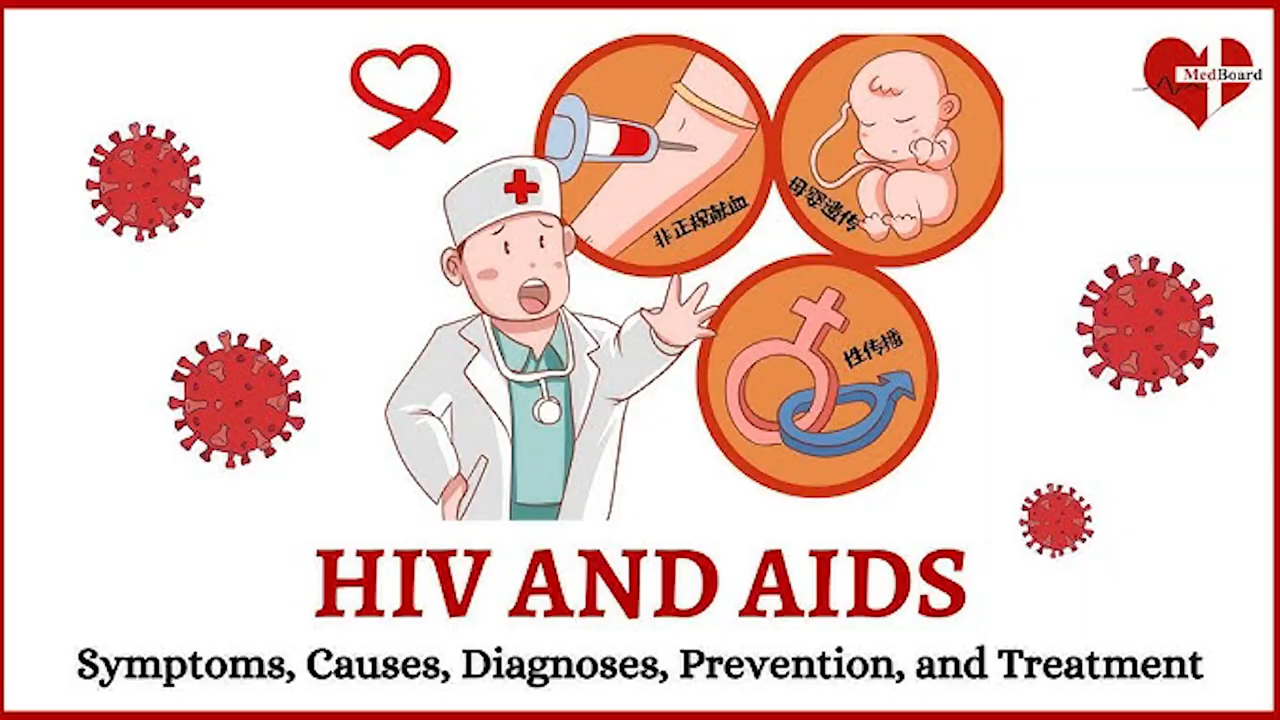 MedBoard
非正规献血
母婴遗传
性传播
HIV AND AIDS
Symptoms, Causes, Diagnoses, Prevention, and Treatment